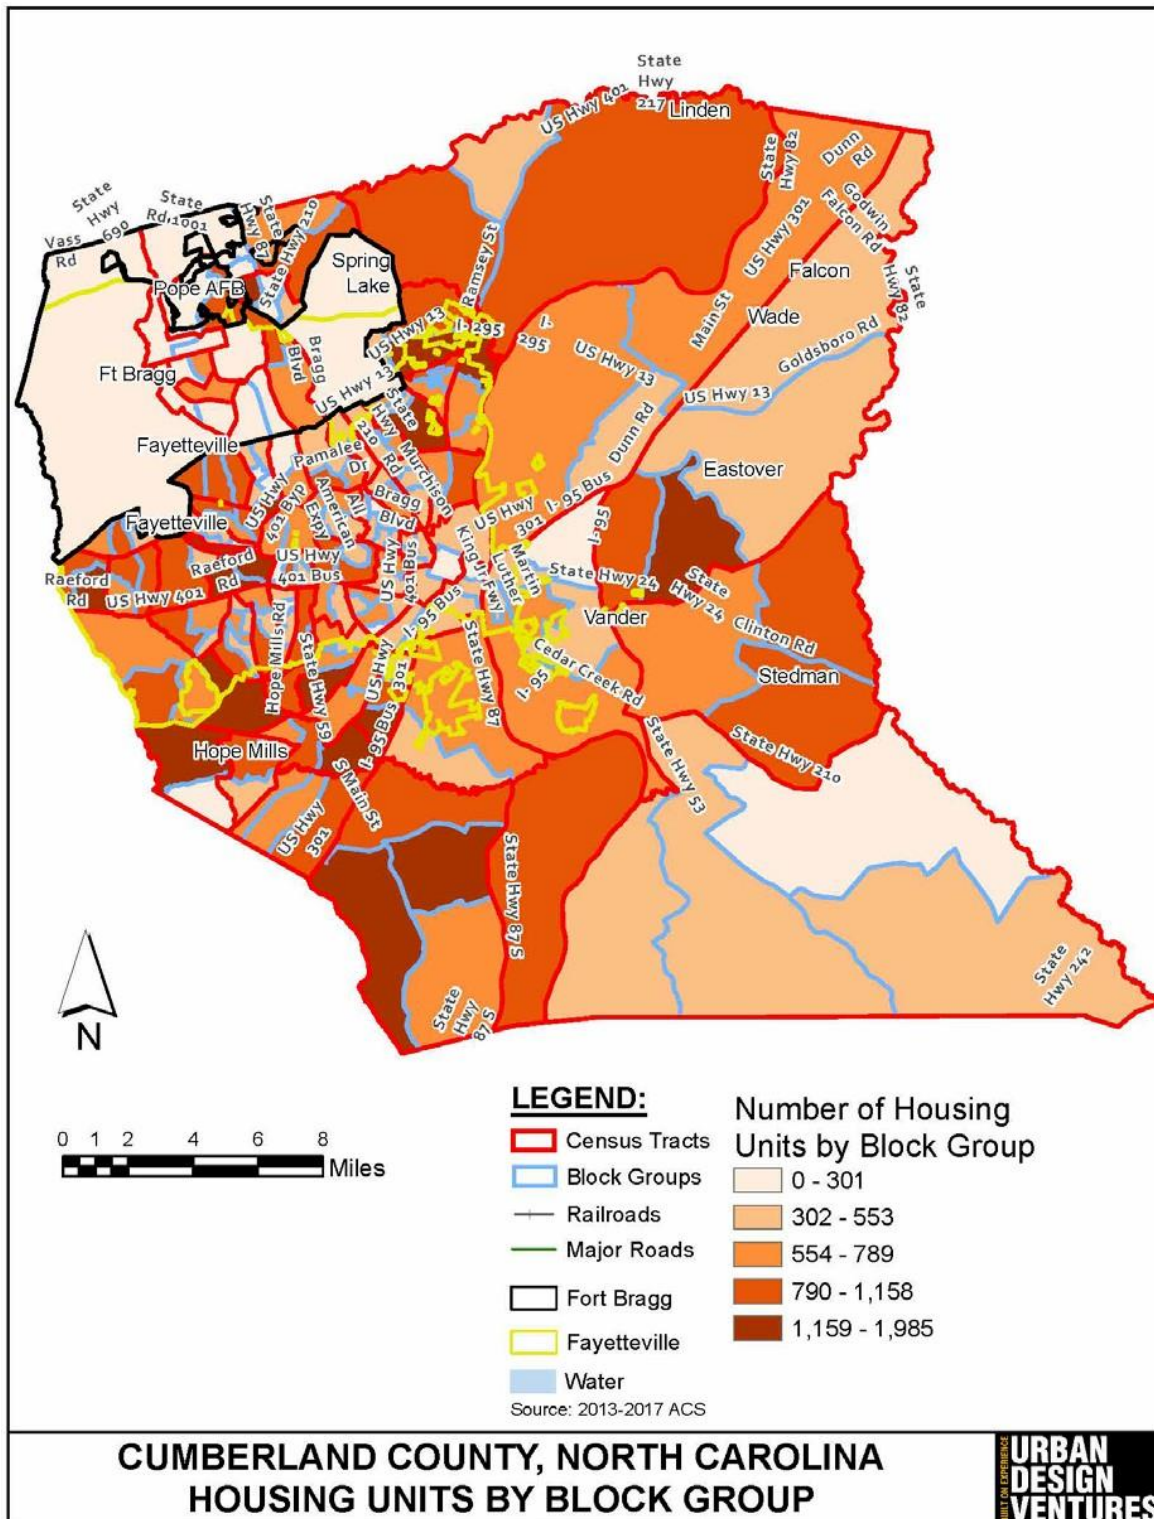 State
Hwy
217
Linden
US Hwy 401
State
Hwy 82
Dunn
Rd
Godwin
Falcon Rd
US Hwy 301
Falcon
State
Hwy 82
State
Hwy
690
Vass
Rd
State
Rd 1001
State
Hwy 87
State Hwy 210
Spring
Lake
Pope AFB
Ramsey St
Main St
Wade
Goldsboro Rd
US Hwy 13
I-295
I-
295
US Hwy 13
US Hwy 13
Ft Bragg
Bragg
Blvd
US Hwy 13
Dunn Rd
State
Hwy
210
Murchison
Rd
Fayetteville
Pamalee
Dr
Eastover
US Hwy
401 Byp
American
Expy
All
Bragg
Blvd
US Hwy
301
I-95 Bus
I-95
Fayetteville
Raeford
Rd
US Hwy
401 Bus
US Hwy
401 Bus
Martin
Luther
King Jr Pwy
State Hwy 24
State
Hwy 24
Raeford
Rd
US Hwy 401
Hope Mills Rd
State Hwy 59
I-95 Bus
US Hwy
301
State Hwy 87
Vander
Clinton Rd
Cedar Creek Rd
I-95
Stedman
Hope Mills
I-95 Bus
State Hwy 53
State Hwy 210
S Main St
US Hwy
301
State Hwy 87 S
State
Hwy
87 S
State
Hwy 242
N
0 1 2 4 6 8
Miles
LEGEND:
Census Tracts
Block Groups
Railroads
Major Roads
Fort Bragg
Fayetteville
Water
Source: 2013-2017 ACS
Number of Housing
Units by Block Group
0 - 301
302 - 553
554 - 789
790 - 1,158
1,159 - 1,985
CUMBERLAND COUNTY, NORTH CAROLINA
HOUSING UNITS BY BLOCK GROUP
BUILT ON EXPERIENCE
URBAN
DESIGN
VENTURES